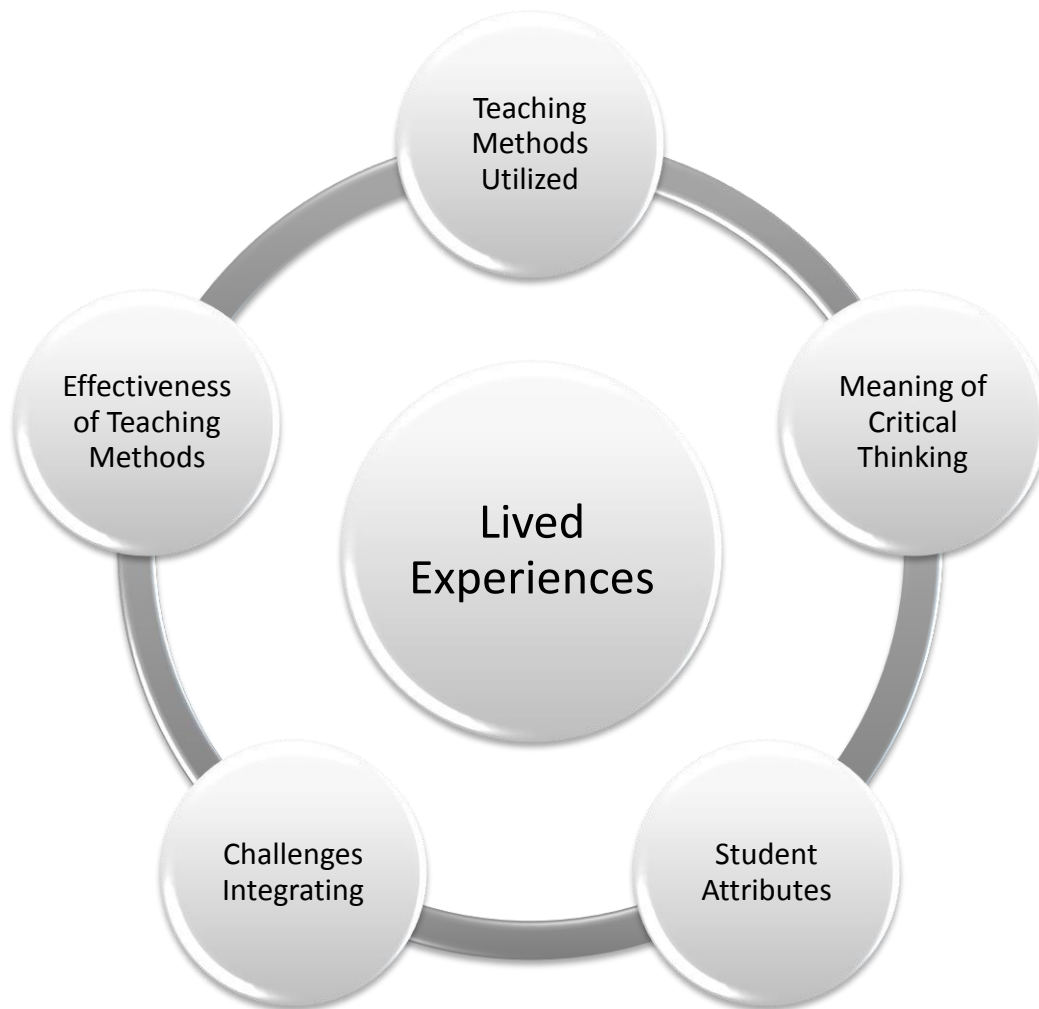 Teaching
Methods
Utilized
Meaning of
Critical
Thinking
Student
Attributes
Challenges
Integrating
Effectiveness
of Teaching
Methods
Lived
Experiences